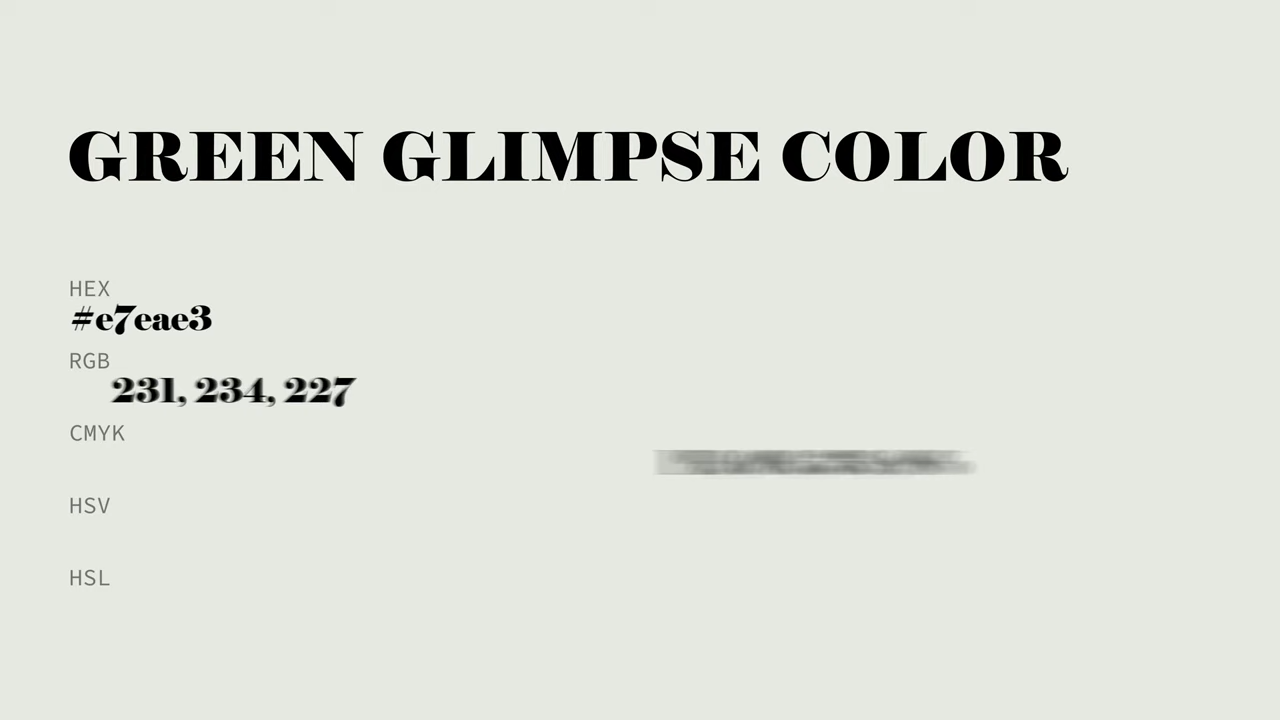 GREEN GLIMPSE COLOR
HEX
#e7eae3
RGB
231, 234, 227
CMYK
HSV
HSL